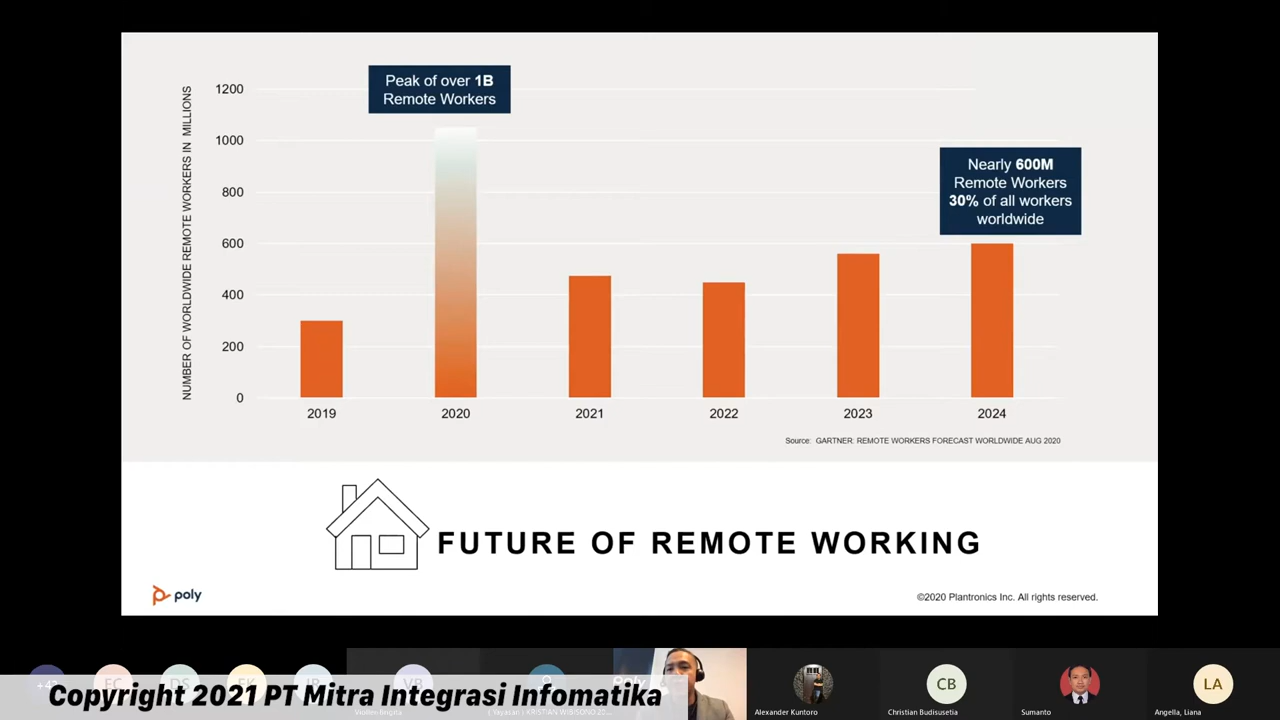 Peak of over 1B
Remote Workers
NUMBER OF WORLDWIDE REMOTE WORKERS IN MILLIONS
1200
1000
800
600
400
200
0
Nearly 600M
Remote Workers
30% of all workers
worldwide
2019 2020 2021 2022 2023 2024
Source: GARTNER: REMOTE WORKERS FORECAST WORLDWIDE AUG 2020
FUTURE OF REMOTE WORKING
poly
©2020 Plantronics Inc. All rights reserved.
Copyright 2021 PT Mitra Integrasi Infomatika
CB
LA
Alexander Kuntoro
Christian Budisusetia
Sumanto
Angella, Liana